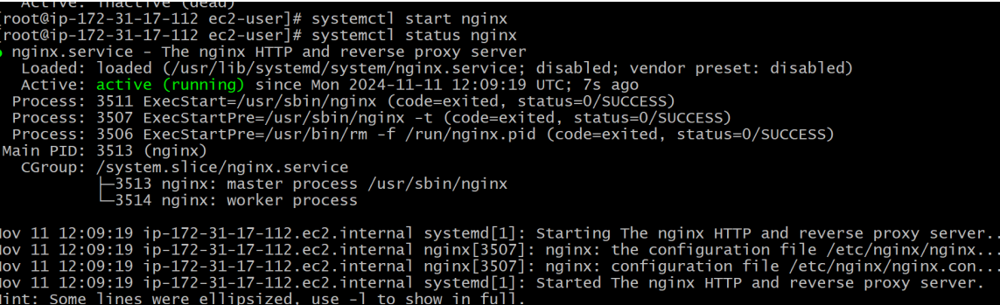 Active: inactive (dead)
[root@ip-172-31-17-112 ec2-user]# systemctl start nginx
[root@ip-172-31-17-112 ec2-user]# systemctl status nginx
● nginx.service - The nginx HTTP and reverse proxy server
Loaded: loaded (/usr/lib/systemd/system/nginx.service; disabled; vendor preset: disabled)
Active: active (running) since Mon 2024-11-11 12:09:19 UTC; 7s ago
Process: 3511 ExecStart=/usr/sbin/nginx (code=exited, status=0/SUCCESS)
Process: 3507 ExecStartPre=/usr/sbin/nginx -t (code=exited, status=0/SUCCESS)
Process: 3506 ExecStartPre=/usr/bin/rm -f /run/nginx.pid (code=exited, status=0/SUCCESS)
Main PID: 3513 (nginx)
CGroup: /system.slice/nginx.service
├─3513 nginx: master process /usr/sbin/nginx
└─3514 nginx: worker process
Nov 11 12:09:19 ip-172-31-17-112.ec2.internal systemd[1]: Starting The nginx HTTP and reverse proxy server..
Nov 11 12:09:19 ip-172-31-17-112.ec2.internal nginx[3507]: nginx: the configuration file /etc/nginx/nginx...
Nov 11 12:09:19 ip-172-31-17-112.ec2.internal nginx[3507]: nginx: configuration file /etc/nginx/nginx.con...
Nov 11 12:09:19 ip-172-31-17-112.ec2.internal systemd[1]: Started The nginx HTTP and reverse proxy server.
Hint: Some lines were ellipsized, use -l to show in full.